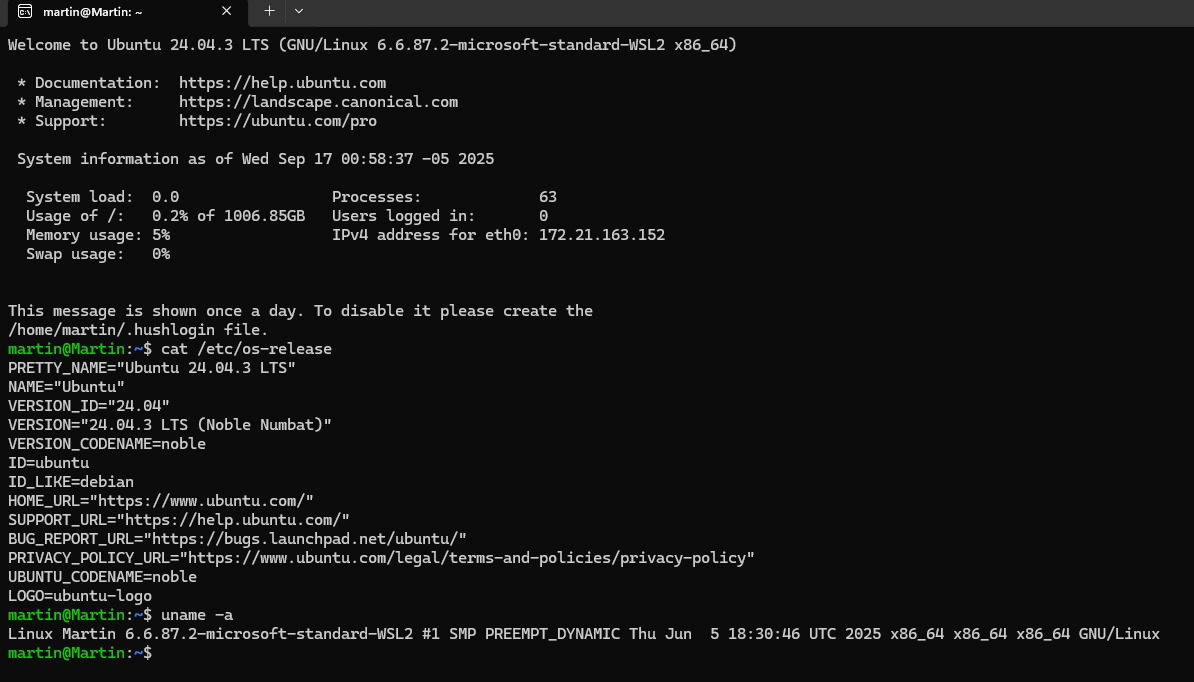 martin@Martin: ~
Welcome to Ubuntu 24.04.3 LTS (GNU/Linux 6.6.87.2-microsoft-standard-WSL2 x86_64)
* Documentation:  https://help.ubuntu.com
* Management:     https://landscape.canonical.com
* Support:        https://ubuntu.com/pro
System information as of Wed Sep 17 00:58:37 -05 2025
System load:  0.0                 Processes:             63
Usage of /:   0.2% of 1006.85GB   Users logged in:       0
Memory usage: 5%                  IPv4 address for eth0: 172.21.163.152
Swap usage:   0%
This message is shown once a day. To disable it please create the
/home/martin/.hushlogin file.
martin@Martin:~$ cat /etc/os-release
PRETTY_NAME="Ubuntu 24.04.3 LTS"
NAME="Ubuntu"
VERSION_ID="24.04"
VERSION="24.04.3 LTS (Noble Numbat)"
VERSION_CODENAME=noble
ID=ubuntu
ID_LIKE=debian
HOME_URL="https://www.ubuntu.com/"
SUPPORT_URL="https://help.ubuntu.com/"
BUG_REPORT_URL="https://bugs.launchpad.net/ubuntu/"
PRIVACY_POLICY_URL="https://www.ubuntu.com/legal/terms-and-policies/privacy-policy"
UBUNTU_CODENAME=noble
LOGO=ubuntu-logo
martin@Martin:~$ uname -a
Linux Martin 6.6.87.2-microsoft-standard-WSL2 #1 SMP PREEMPT_DYNAMIC Thu Jun  5 18:30:46 UTC 2025 x86_64 x86_64 x86_64 GNU/Linux
martin@Martin:~$